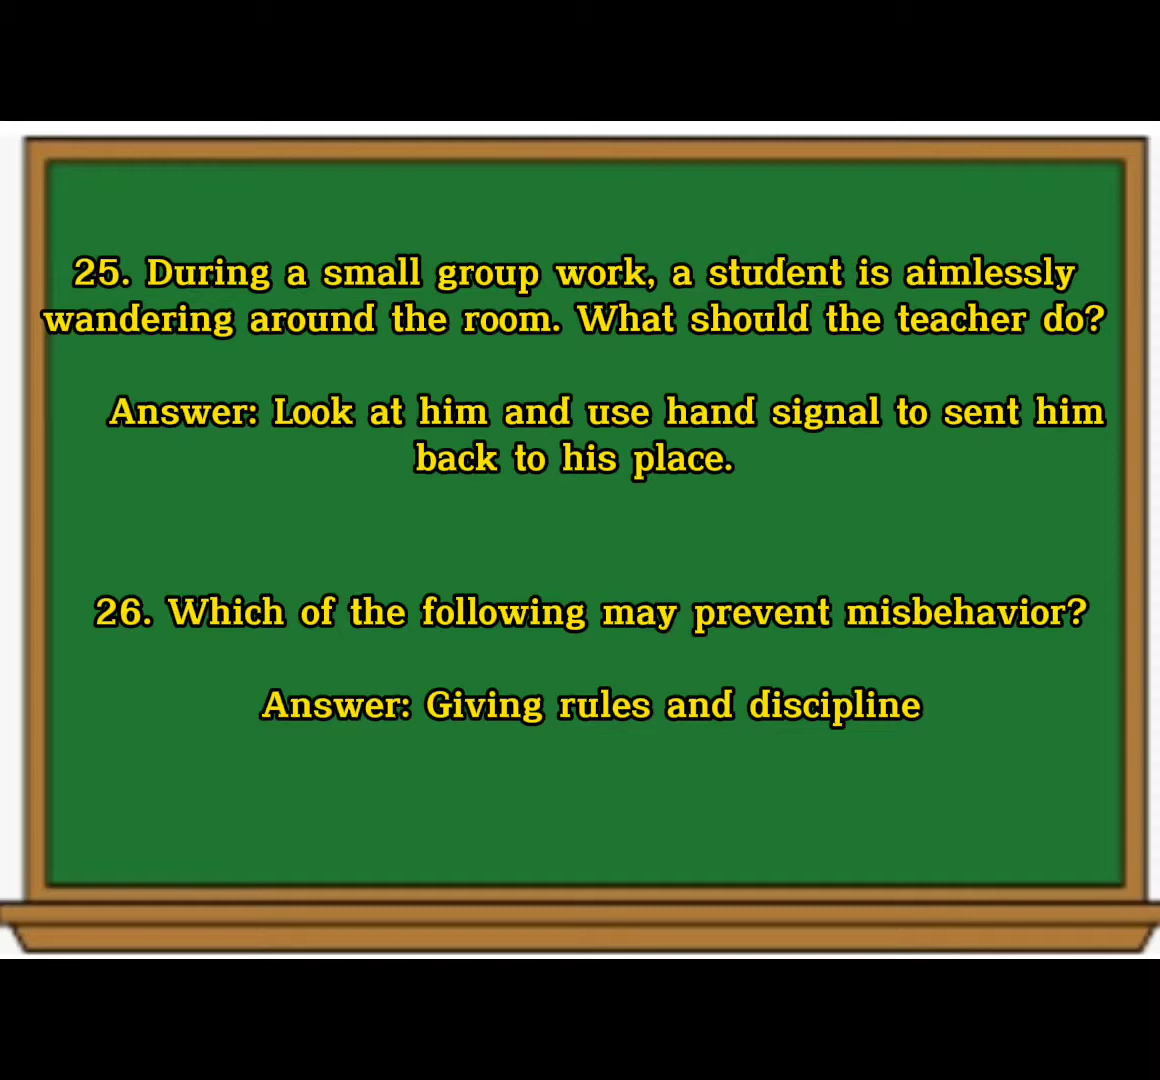 25. During a small group work, a student is aimlessly
wandering around the room. What should the teacher do?
Answer: Look at him and use hand signal to sent him
back to his place.
26. Which of the following may prevent misbehavior?
Answer: Giving rules and discipline